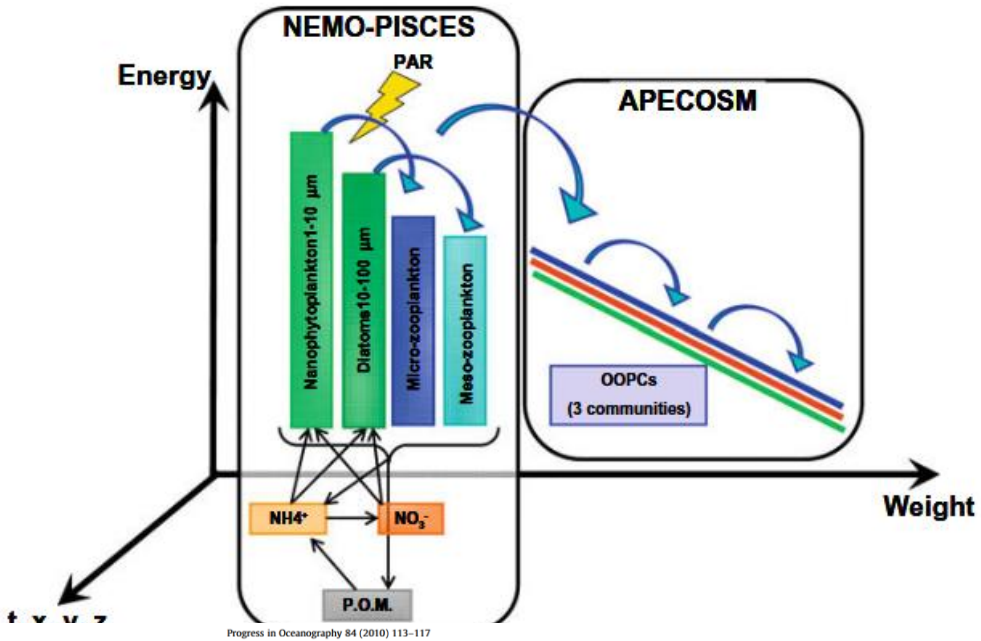 NEMO-PISCES
PAR
Energy
APECOSM
Nanophytoplankton1-10 µm
Diatoms10-100 µm
Micro-zooplankton
Meso-zooplankton
OOPCs
(3 communities)
Weight
NH4⁺
NO₃⁻
P.O.M.
t, x, y, z
Progress in Oceanography 84 (2010) 113–117